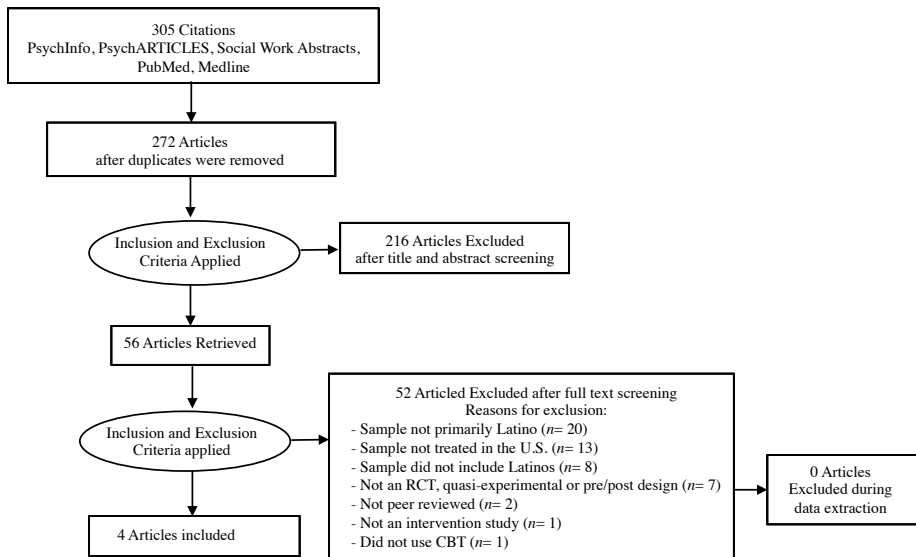 305 Citations
PsychInfo, PsychARTICLES, Social Work Abstracts,
PubMed, Medline
272 Articles
after duplicates were removed
Inclusion and Exclusion
Criteria Applied
216 Articles Excluded
after title and abstract screening
56 Articles Retrieved
52 Articled Excluded after full text screening
Reasons for exclusion:
- Sample not primarily Latino (n= 20)
- Sample not treated in the U.S. (n= 13)
- Sample did not include Latinos (n= 8)
- Not an RCT, quasi-experimental or pre/post design (n= 7)
- Not peer reviewed (n= 2)
- Not an intervention study (n= 1)
- Did not use CBT (n= 1)
Inclusion and Exclusion
Criteria applied
0 Articles
Excluded during
data extraction
4 Articles included